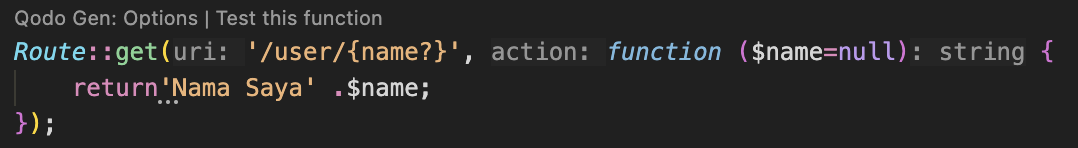 Qodo Gen: Options | Test this function
Route::get(uri: '/user/{name?}', action: function ($name=null): string {
return'Nama Saya' .$name;
});